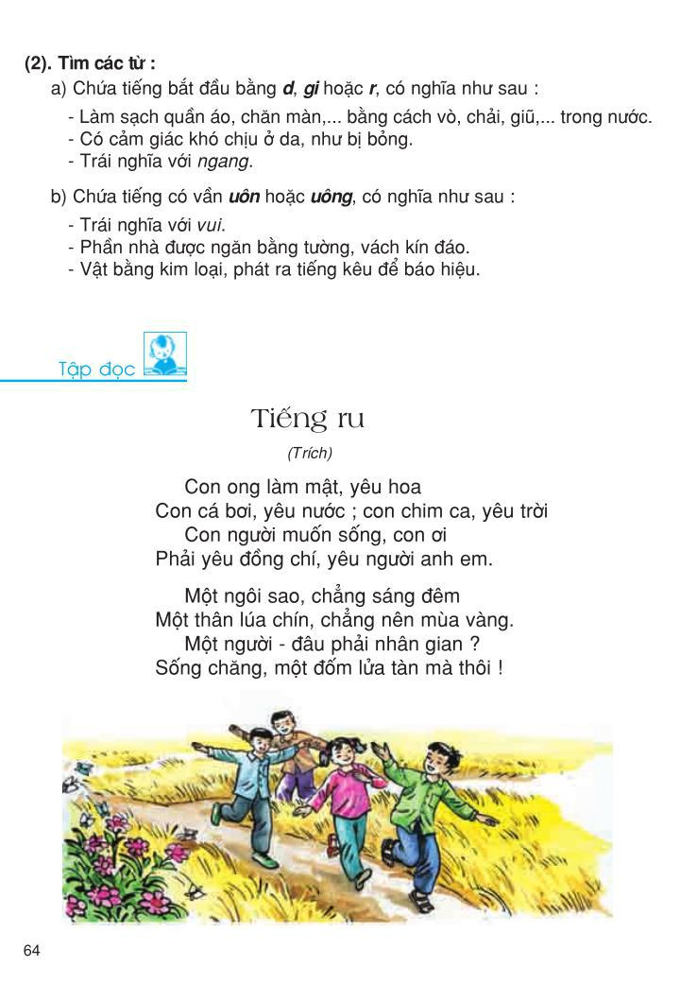 (2). Tìm các từ :
a) Chứa tiếng bắt đầu bằng d, gi hoặc r, có nghĩa như sau :
- Làm sạch quần áo, chăn màn,... bằng cách vò, chải, giũ,... trong nước.
- Có cảm giác khó chịu ở da, như bị bỏng.
- Trái nghĩa với ngang.
b) Chứa tiếng có vần uôn hoặc uông, có nghĩa như sau :
- Trái nghĩa với vui.
- Phần nhà được ngăn bằng tường, vách kín đáo.
- Vật bằng kim loại, phát ra tiếng kêu để báo hiệu.
Tập đọc
Tiếng ru
(Trích)
Con ong làm mật, yêu hoa
Con cá bơi, yêu nước ; con chim ca, yêu trời
Con người muốn sống, con ơi
Phải yêu đồng chí, yêu người anh em.
Một ngôi sao, chẳng sáng đêm
Một thân lúa chín, chẳng nên mùa vàng.
Một người - đâu phải nhân gian ?
Sống chăng, một đốm lửa tàn mà thôi !
64